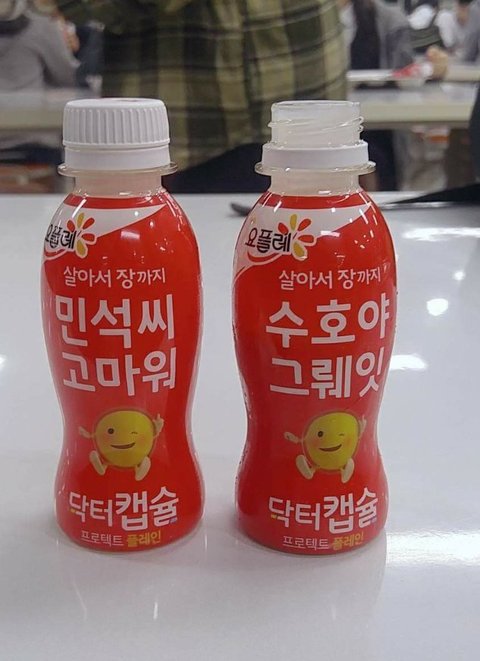 요플레
살아서 장까지
민석씨
고마워
닥터캡슐
프로텍트 플레인
요플레
살아서 장까지
수호야
그뤠잇
닥터캡슐
프로텍트 플레인